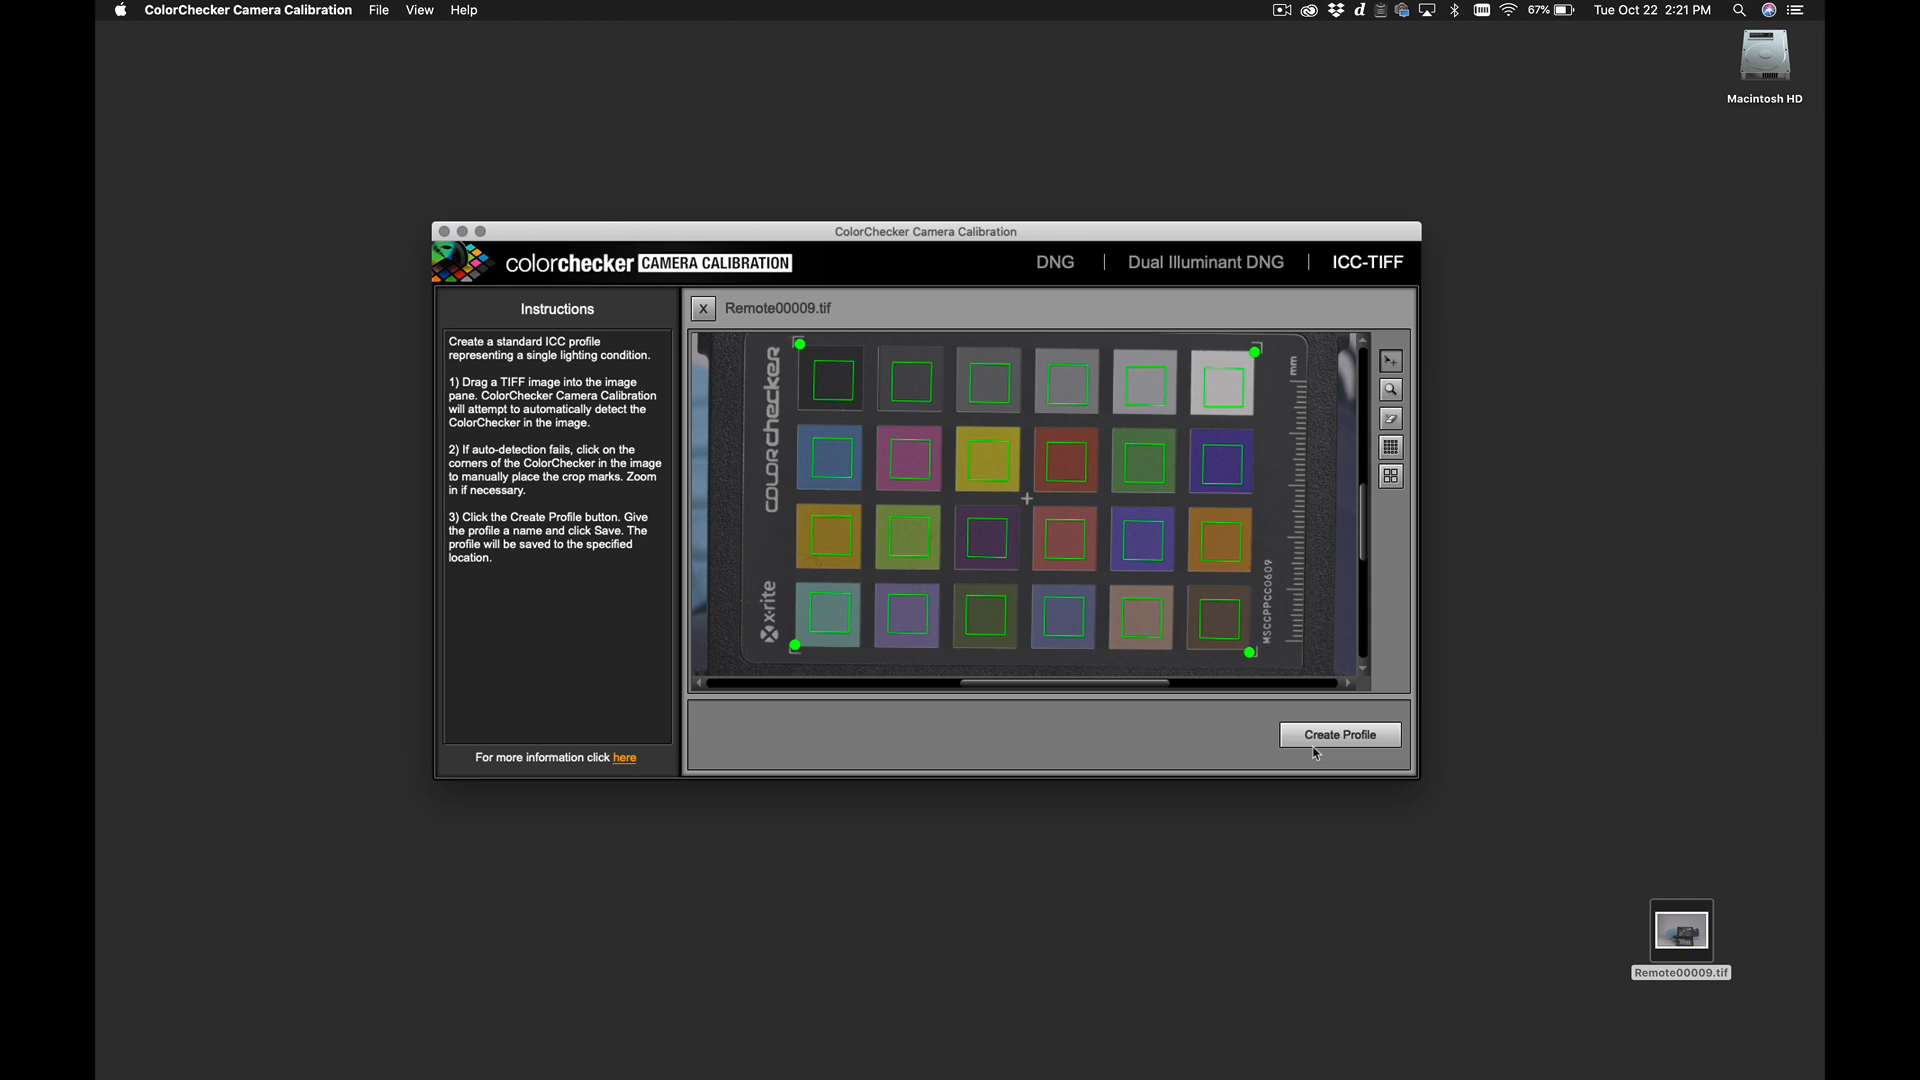 ColorChecker Camera Calibration File View Help
67% Tue Oct 22 2:21 PM
Macintosh HD
ColorChecker Camera Calibration
colorchecker CAMERA CALIBRATION
DNG | Dual Illuminant DNG | ICC-TIFF
Instructions
Create a standard ICC profile
representing a single lighting condition.
1) Drag a TIFF image into the image
pane. ColorChecker Camera Calibration
will attempt to automatically detect the
ColorChecker in the image.
2) If auto-detection fails, click on the
corners of the ColorChecker in the image
to manually place the crop marks. Zoom
in if necessary.
3) Click the Create Profile button. Give
the profile a name and click Save. The
profile will be saved to the specified
location.
For more information click here
X Remote00009.tif
colorchecker
x-rite
mm
MSCCPPCC0609
Create Profile
Remote00009.tif